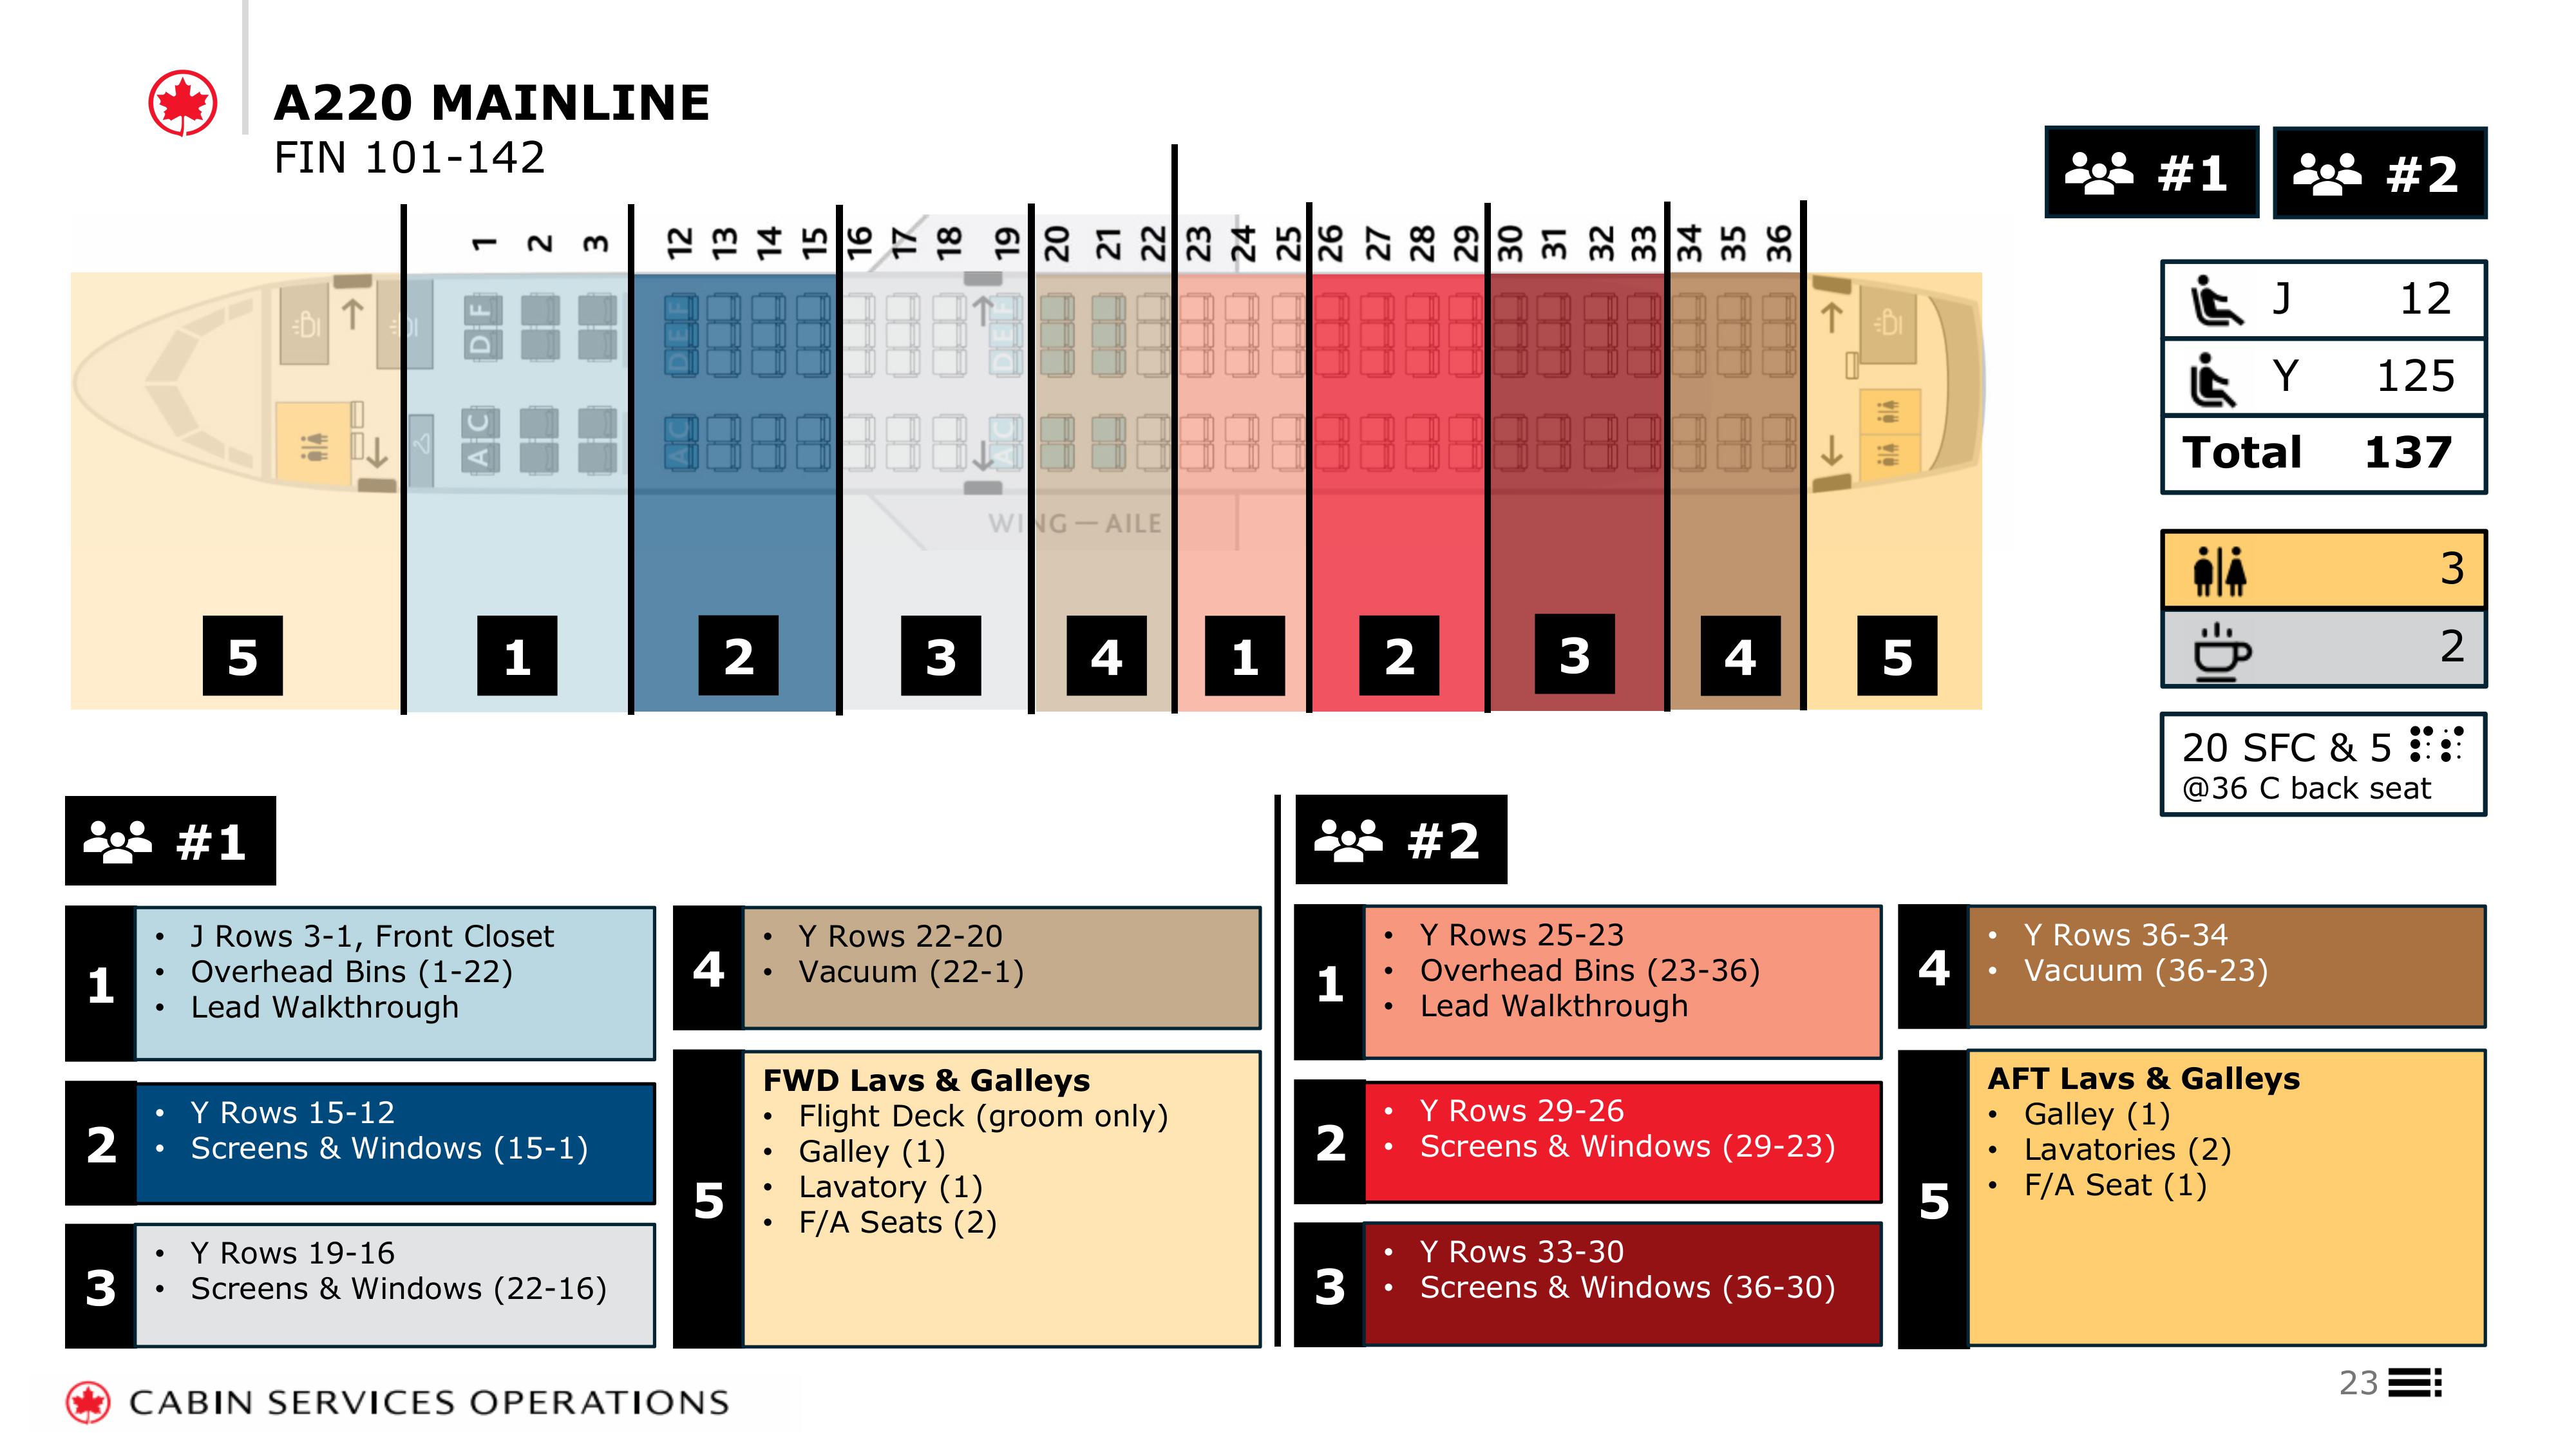 A220 MAINLINE
FIN 101-142
#1
#2
1 2 3 12 13 14 15 16 17 18 19 20 21 22 23 24 25 26 27 28 29 30 31 32 33 34 35 36
D F
D E F
D E F
A C
A C
A C
WING — AILE
5 1 2 3 4 1 2 3 4 5
J 12
Y 125
Total 137
3
2
20 SFC & 5
@36 C back seat
#1
1
• J Rows 3-1, Front Closet
• Overhead Bins (1-22)
• Lead Walkthrough
2
• Y Rows 15-12
• Screens & Windows (15-1)
3
• Y Rows 19-16
• Screens & Windows (22-16)
4
• Y Rows 22-20
• Vacuum (22-1)
5
FWD Lavs & Galleys
• Flight Deck (groom only)
• Galley (1)
• Lavatory (1)
• F/A Seats (2)
#2
1
• Y Rows 25-23
• Overhead Bins (23-36)
• Lead Walkthrough
2
• Y Rows 29-26
• Screens & Windows (29-23)
3
• Y Rows 33-30
• Screens & Windows (36-30)
4
• Y Rows 36-34
• Vacuum (36-23)
5
AFT Lavs & Galleys
• Galley (1)
• Lavatories (2)
• F/A Seat (1)
CABIN SERVICES OPERATIONS
23